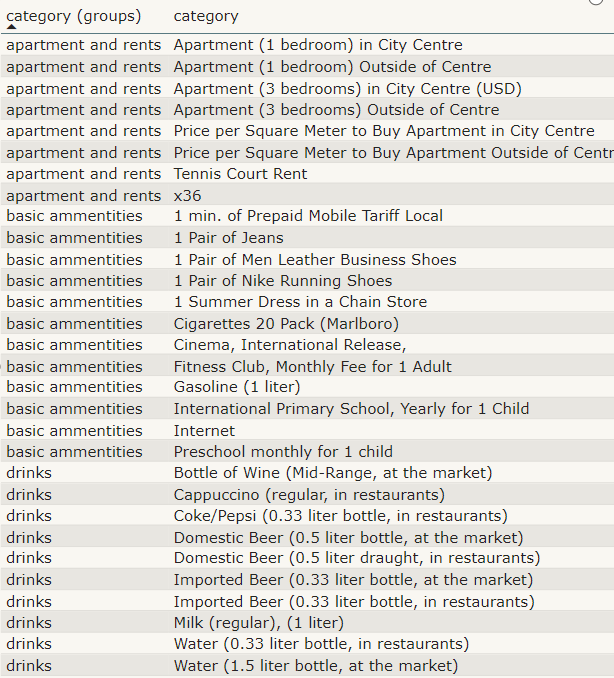 category (groups) category
apartment and rents Apartment (1 bedroom) in City Centre
apartment and rents Apartment (1 bedroom) Outside of Centre
apartment and rents Apartment (3 bedrooms) in City Centre (USD)
apartment and rents Apartment (3 bedrooms) Outside of Centre
apartment and rents Price per Square Meter to Buy Apartment in City Centre
apartment and rents Price per Square Meter to Buy Apartment Outside of Centr
apartment and rents Tennis Court Rent
apartment and rents x36
basic ammentities 1 min. of Prepaid Mobile Tariff Local
basic ammentities 1 Pair of Jeans
basic ammentities 1 Pair of Men Leather Business Shoes
basic ammentities 1 Pair of Nike Running Shoes
basic ammentities 1 Summer Dress in a Chain Store
basic ammentities Cigarettes 20 Pack (Marlboro)
basic ammentities Cinema, International Release,
basic ammentities Fitness Club, Monthly Fee for 1 Adult
basic ammentities Gasoline (1 liter)
basic ammentities International Primary School, Yearly for 1 Child
basic ammentities Internet
basic ammentities Preschool monthly for 1 child
drinks Bottle of Wine (Mid-Range, at the market)
drinks Cappuccino (regular, in restaurants)
drinks Coke/Pepsi (0.33 liter bottle, in restaurants)
drinks Domestic Beer (0.5 liter bottle, at the market)
drinks Domestic Beer (0.5 liter draught, in restaurants)
drinks Imported Beer (0.33 liter bottle, at the market)
drinks Imported Beer (0.33 liter bottle, in restaurants)
drinks Milk (regular), (1 liter)
drinks Water (0.33 liter bottle, in restaurants)
drinks Water (1.5 liter bottle, at the market)